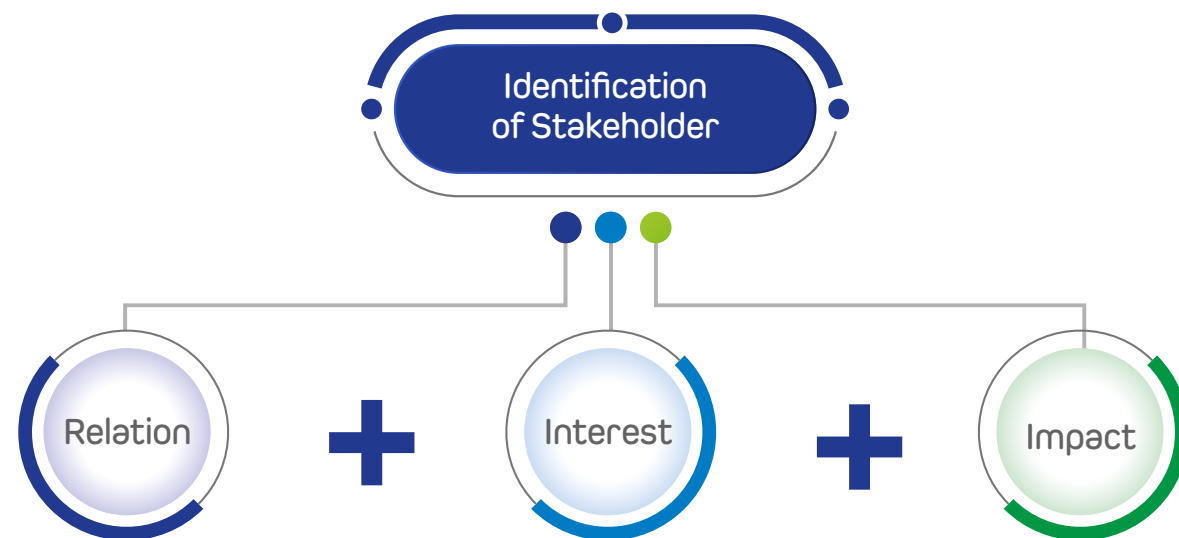 Identification
of Stakeholder
Relation
Interest
Impact